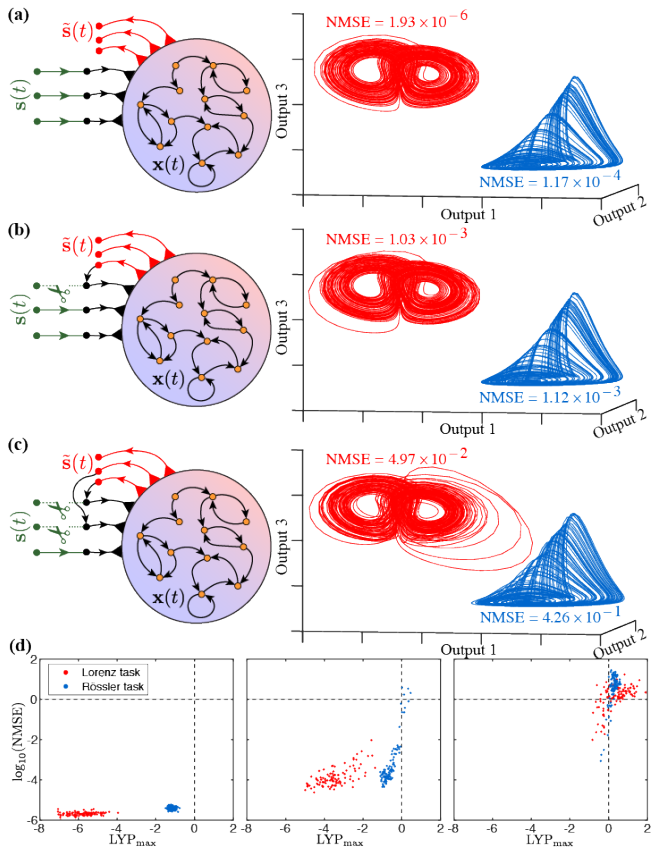 (a)
s̃(t)
s(t)
x(t)
NMSE = 1.93 × 10⁻⁶
NMSE = 1.17 × 10⁻⁴
Output 3
Output 1
Output 2
(b)
s̃(t)
s(t)
x(t)
NMSE = 1.03 × 10⁻³
NMSE = 1.12 × 10⁻³
Output 3
Output 1
Output 2
(c)
s̃(t)
s(t)
x(t)
NMSE = 4.97 × 10⁻²
NMSE = 4.26 × 10⁻¹
Output 3
Output 1
Output 2
(d)
log₁₀(NMSE)
2
0
-2
-4
-6
Lorenz task
Rössler task
-8 -6 -4 -2 0 2
-8 -6 -4 -2 0 2
-8 -6 -4 -2 0 2
LYPmax
LYPmax
LYPmax